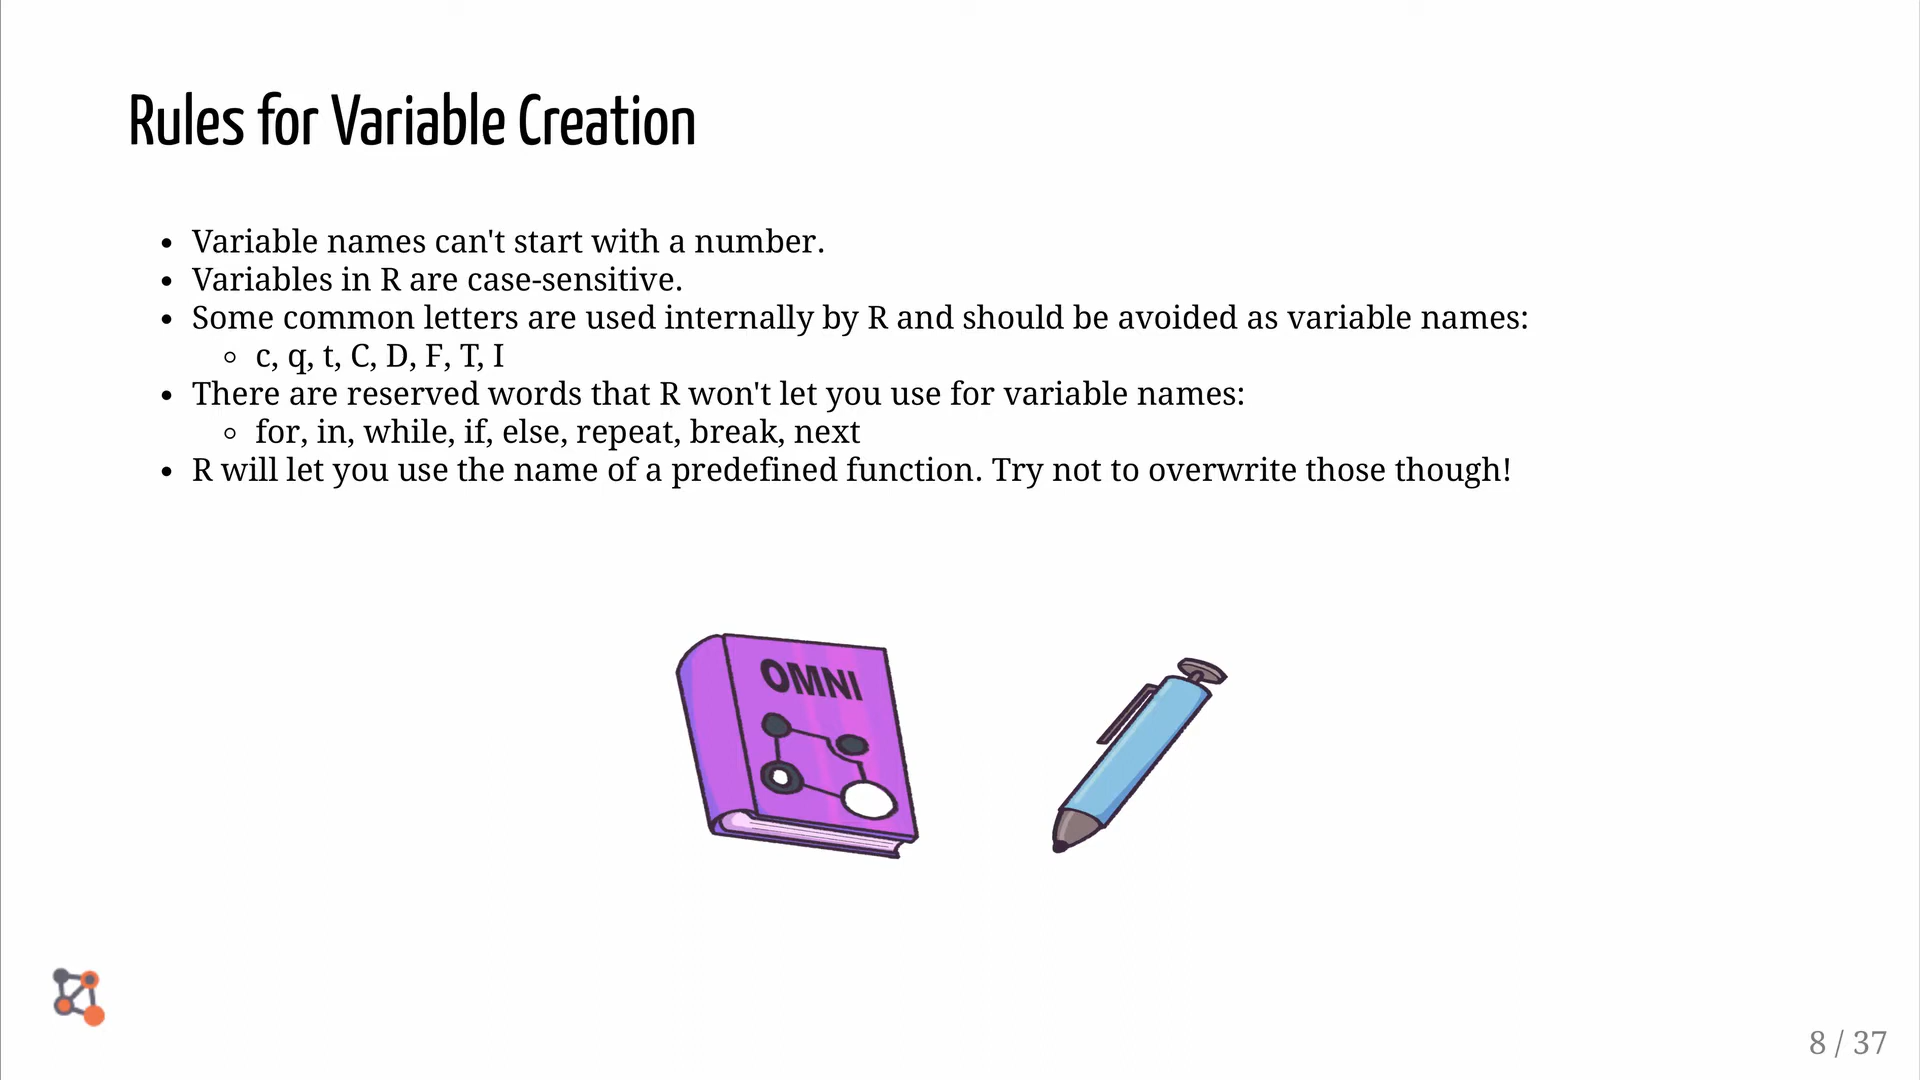 Rules for Variable Creation
• Variable names can't start with a number.
• Variables in R are case-sensitive.
• Some common letters are used internally by R and should be avoided as variable names:
◦ c, q, t, C, D, F, T, I
• There are reserved words that R won't let you use for variable names:
◦ for, in, while, if, else, repeat, break, next
• R will let you use the name of a predefined function. Try not to overwrite those though!
OMNI
8 / 37